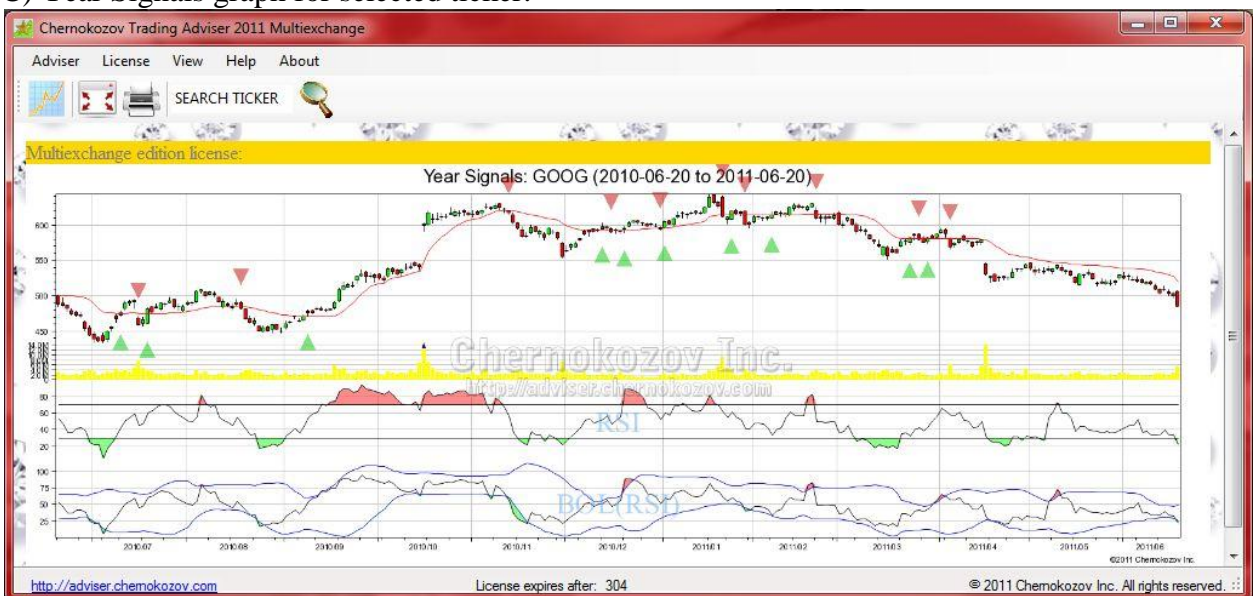 Year Signals graph for selected ticker:
Chernokozov Trading Adviser 2011 Multiexchange
Adviser License View Help About
SEARCH TICKER
Multiexchange edition license:
Year Signals: GOOG (2010-06-20 to 2011-06-20)
600
550
500
450
Chernokozov Inc.
http://adviser.chernokozov.com
80
60
RSI
40
20
100
75
BOL(RSI)
50
25
2010.07 2010.08 2010.09 2010.10 2010.11 2010.12 2011.01 2011.02 2011.03 2011.04 2011.05 2011.06
©2011 Chernokozov Inc.
http://adviser.chernokozov.com License expires after: 304 © 2011 Chernokozov Inc. All rights reserved.